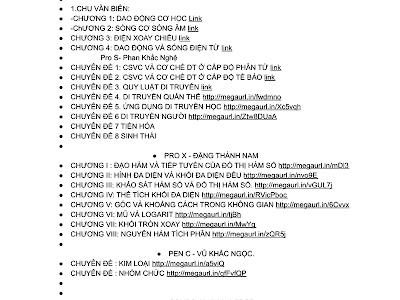 1.CHU VĂN BIÊN:
-CHƯƠNG 1: DAO ĐỘNG CƠ HỌC Link
-CHƯƠNG 2: SÓNG CƠ SÓNG ÂM link
CHƯƠNG 3: ĐIỆN XOAY CHIỀU link
CHƯƠNG 4: DAO ĐỘNG VÀ SÓNG ĐIỆN TỪ link
Pro S- Phan Khắc Nghệ
CHUYÊN ĐỀ 1: CSVC VÀ CƠ CHẾ DT Ở CẤP ĐỘ PHÂN TỬ link
CHUYÊN ĐỀ 2: CSVC VÀ CƠ CHẾ DT Ở CẤP ĐỘ TẾ BÀO link
CHUYÊN ĐỀ 3. QUY LUẬT DI TRUYỀN link
CHUYÊN ĐỀ 4. DI TRUYỀN QUẦN THỂ http://megaurl.in/fwdmno
CHUYÊN ĐỀ 5. ỨNG DỤNG DI TRUYỀN HỌC http://megaurl.in/Xc5vqh
CHUYÊN ĐỀ 6 DI TRUYỀN NGƯỜI http://megaurl.in/Ztw8DUaA
CHUYÊN ĐỀ 7 TIẾN HÓA
CHUYÊN ĐỀ 8 SINH THÁI
PRO X - ĐẶNG THÀNH NAM
CHƯƠNG I : ĐẠO HÀM VÀ TIẾP TUYẾN CỦA ĐỒ THỊ HÀM SỐ http://megaurl.in/mDl3
CHƯƠNG II: HÌNH ĐA DIỆN VÀ KHỐI ĐA DIỆN ĐỀU http://megaurl.in/nvo9E
CHƯƠNG III: KHẢO SÁT HÀM SỐ VÀ ĐỒ THỊ HÀM SỐ. http://megaurl.in/vGUL7j
CHƯƠNG IV: THỂ TÍCH KHỐI ĐA DIỆN http://megaurl.in/RVicPboc
CHƯƠNG V: GÓC VÀ KHOẢNG CÁCH TRONG KHÔNG GIAN http://megaurl.in/6Cvvx
CHƯƠNG VI: MŨ VÀ LOGARIT http://megaurl.in/tjBh
CHƯƠNG VII: KHỐI TRÒN XOAY http://megaurl.in/MwYq
CHƯƠNG VIII: NGUYÊN HÀM TÍCH PHÂN http://megaurl.in/zQR5j
PEN C - VŨ KHẮC NGỌC.
CHUYÊN ĐỀ : KIM LOẠI http://megaurl.in/a5viQ
CHUYÊN ĐỀ : NHÓM CHỨC http://megaurl.in/qfFvfQP